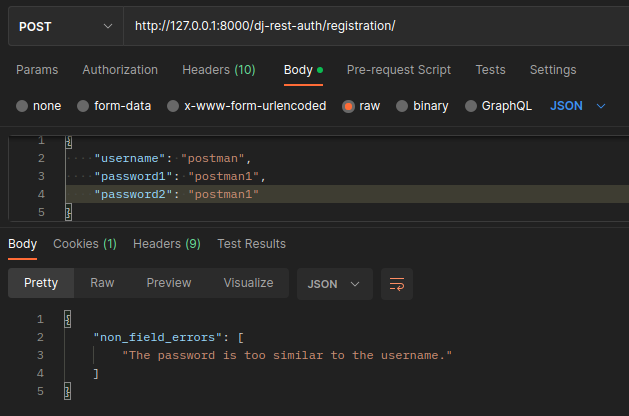 POST http://127.0.0.1:8000/dj-rest-auth/registration/
Params Authorization Headers (10) Body Pre-request Script Tests Settings
none form-data x-www-form-urlencoded raw binary GraphQL JSON
1 {
2 "username": "postman",
3 "password1": "postman1",
4 "password2": "postman1"
5 }
Body Cookies (1) Headers (9) Test Results
Pretty Raw Preview Visualize JSON
1 {
2 "non_field_errors": [
3 "The password is too similar to the username."
4 ]
5 }